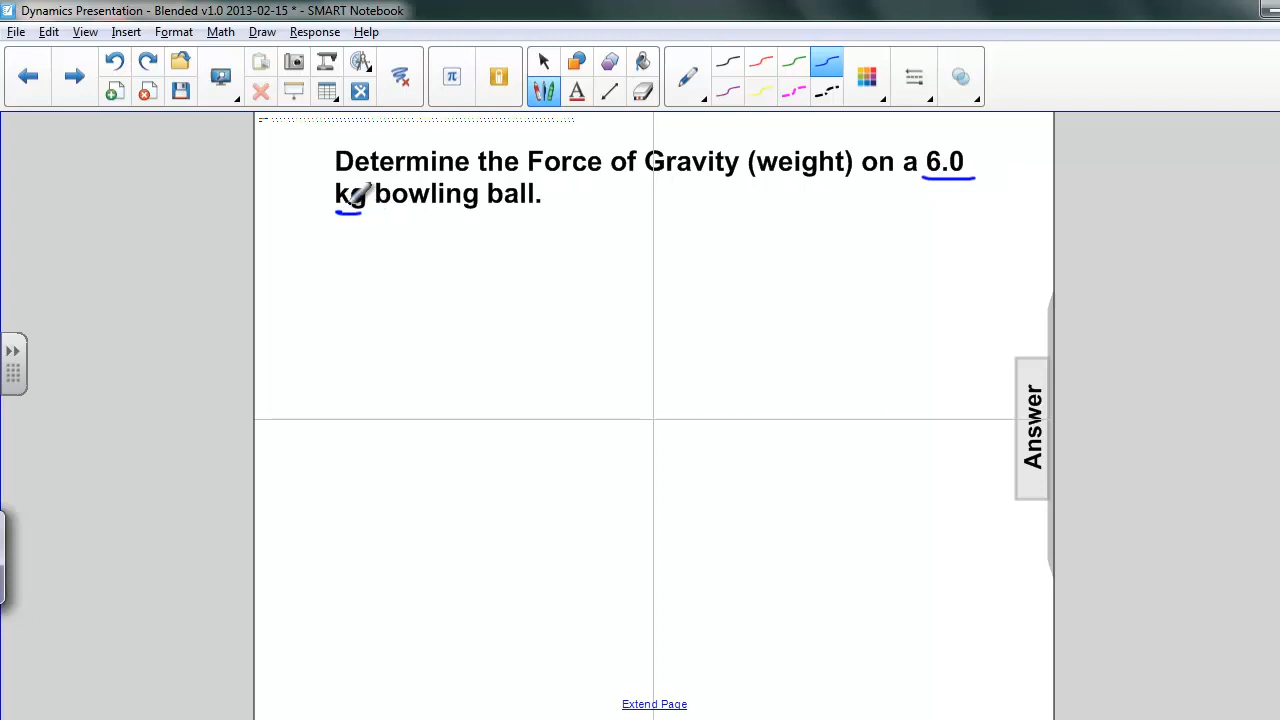 Dynamics Presentation - Blended v1.0 2013-02-15 * - SMART Notebook
File Edit View Insert Format Math Draw Response Help
Determine the Force of Gravity (weight) on a 6.0
kg bowling ball.
Answer
Extend Page